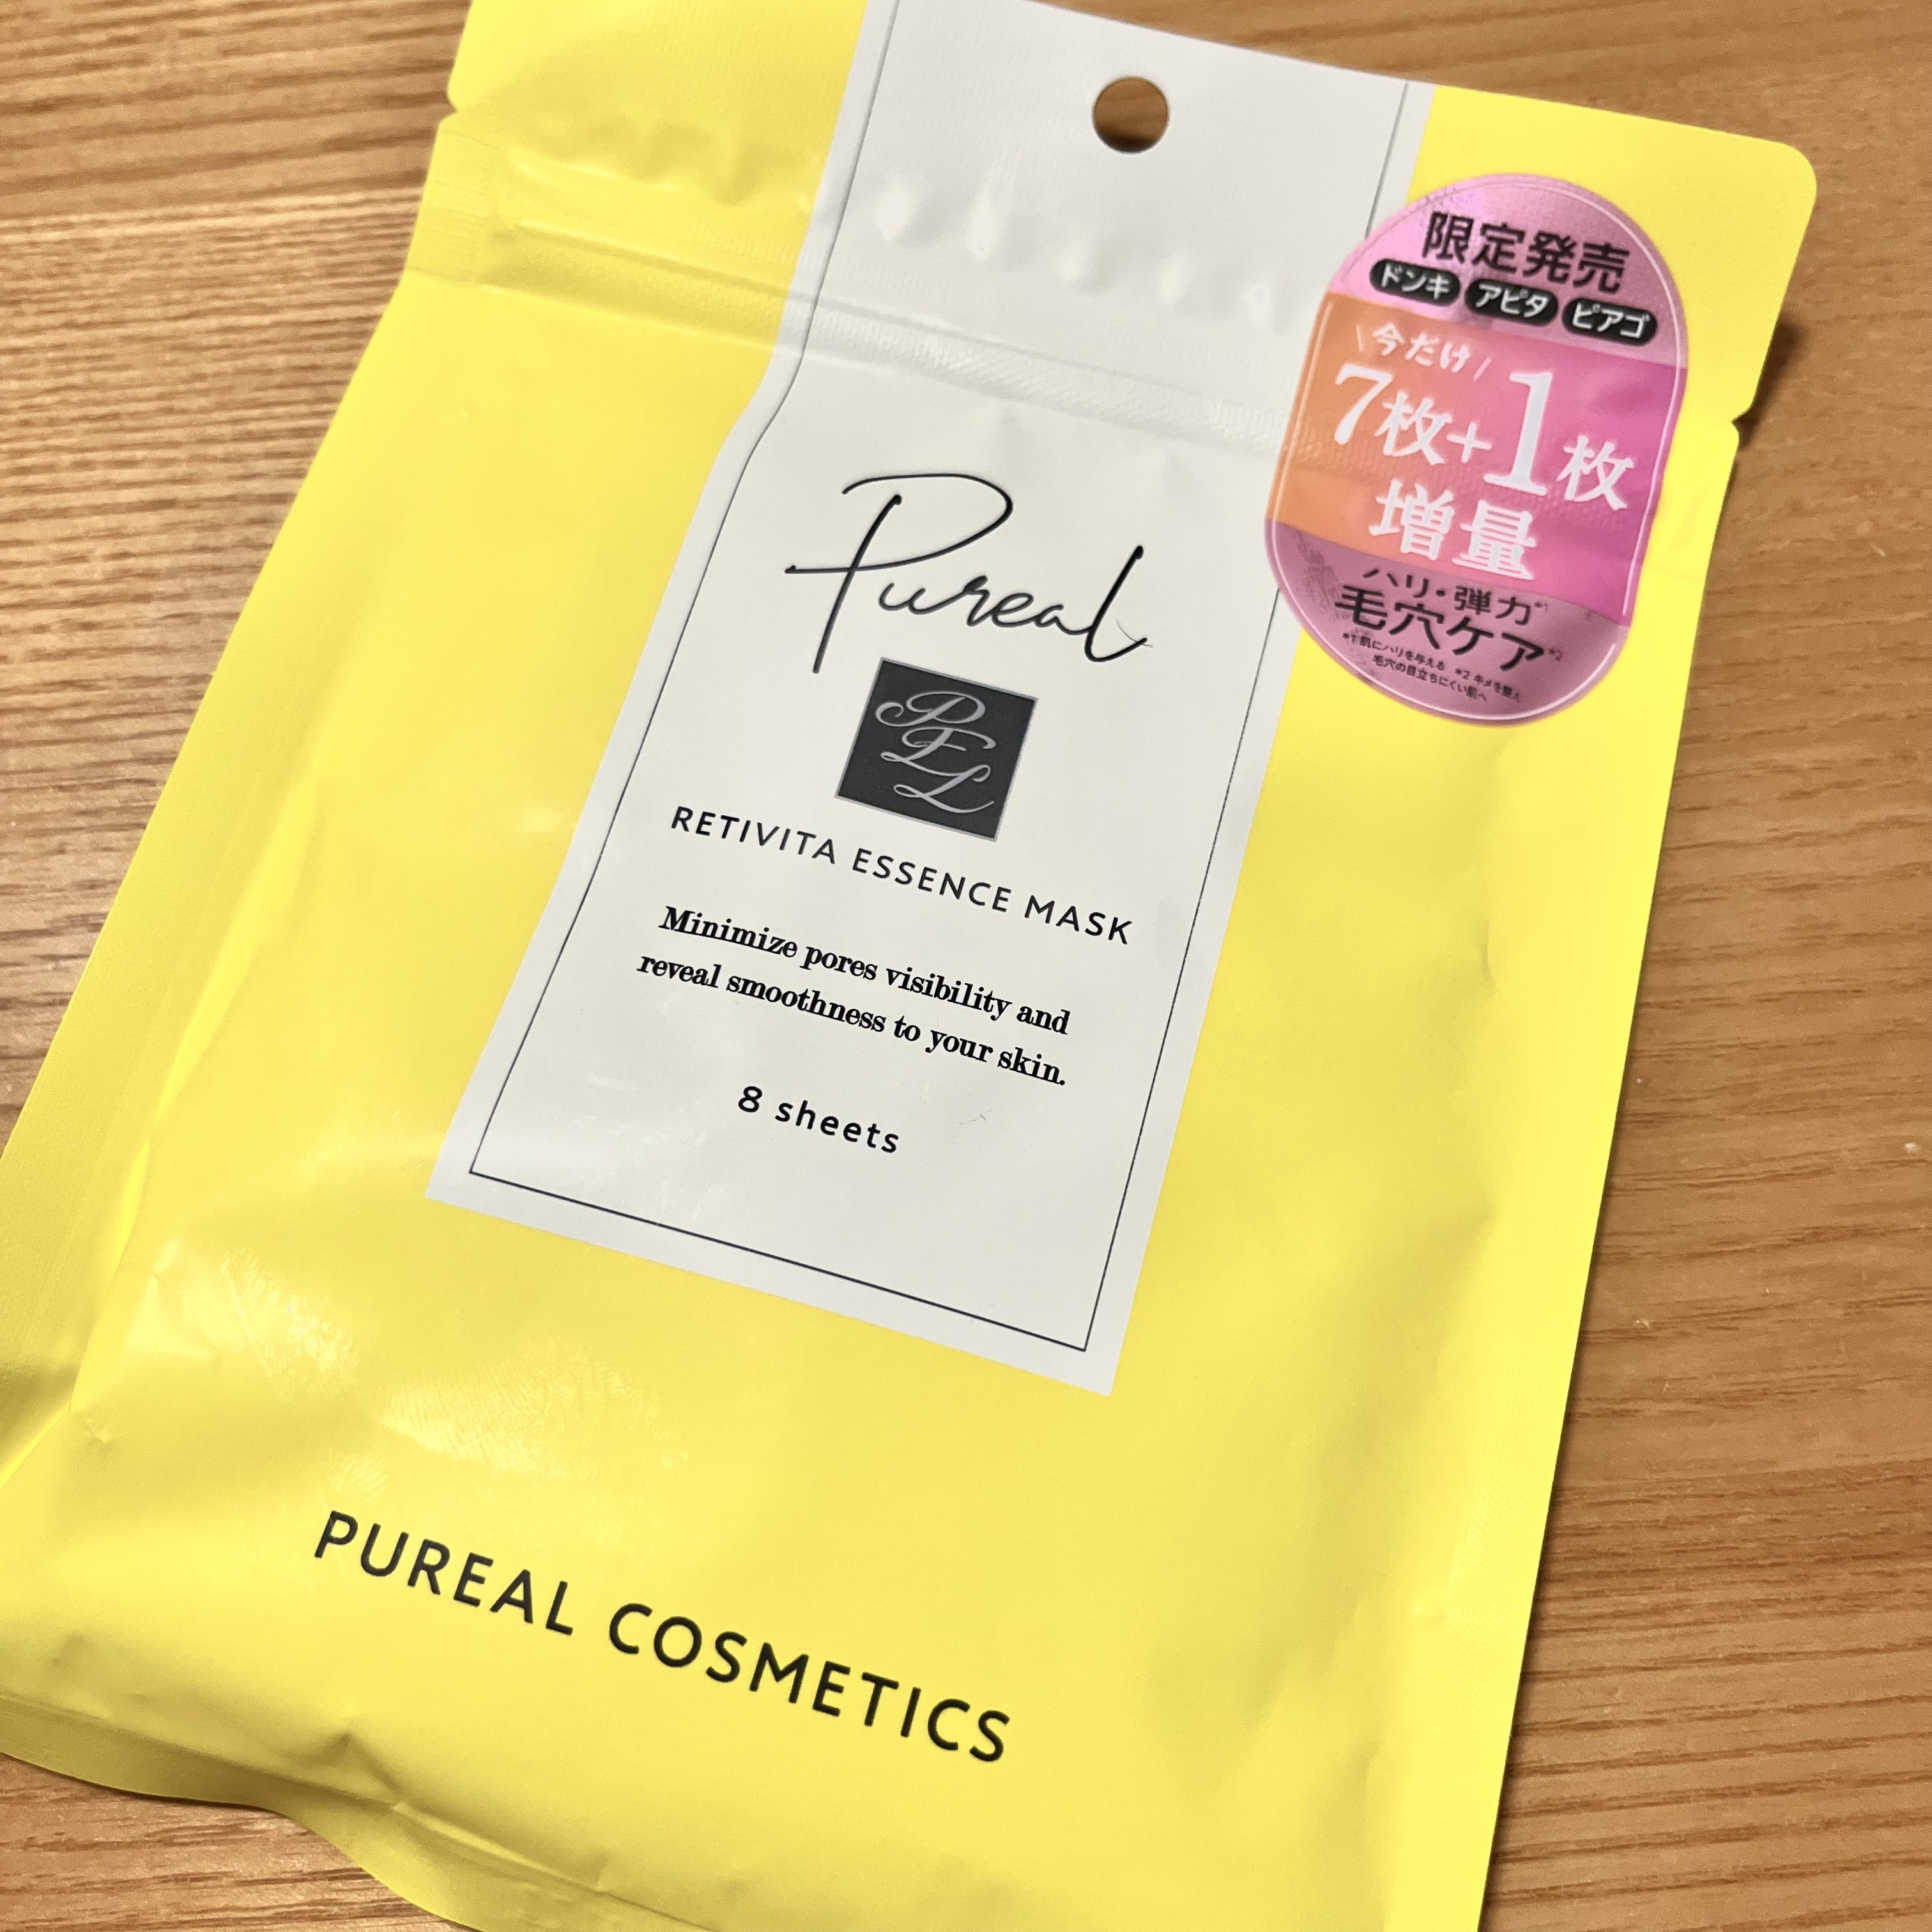 Pureal
PEL
RETIVITA ESSENCE MASK
Minimize pores visibility and
reveal smoothness to your skin.
8 sheets
PUREAL COSMETICS
限定発売
ドンキ アピタ ピアゴ
\今だけ/
7枚+1枚
増量
ハリ・弾力*1
毛穴ケア*2
*1 肌にハリを与える *2 キメを整え
毛穴の目立ちにくい肌へ